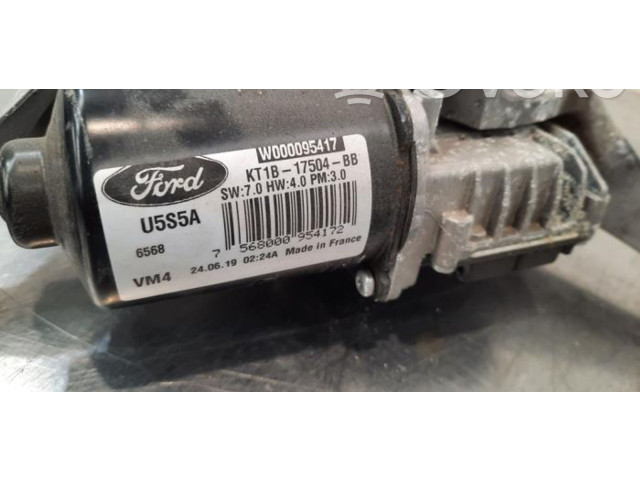 W000095417
Ford
KT1B-17504-BB
SW:7.0 HW:4.0 PM:3.0
U5S5A
6568
7 568000 954172
VM4
24.06.19 02:24A Made in France